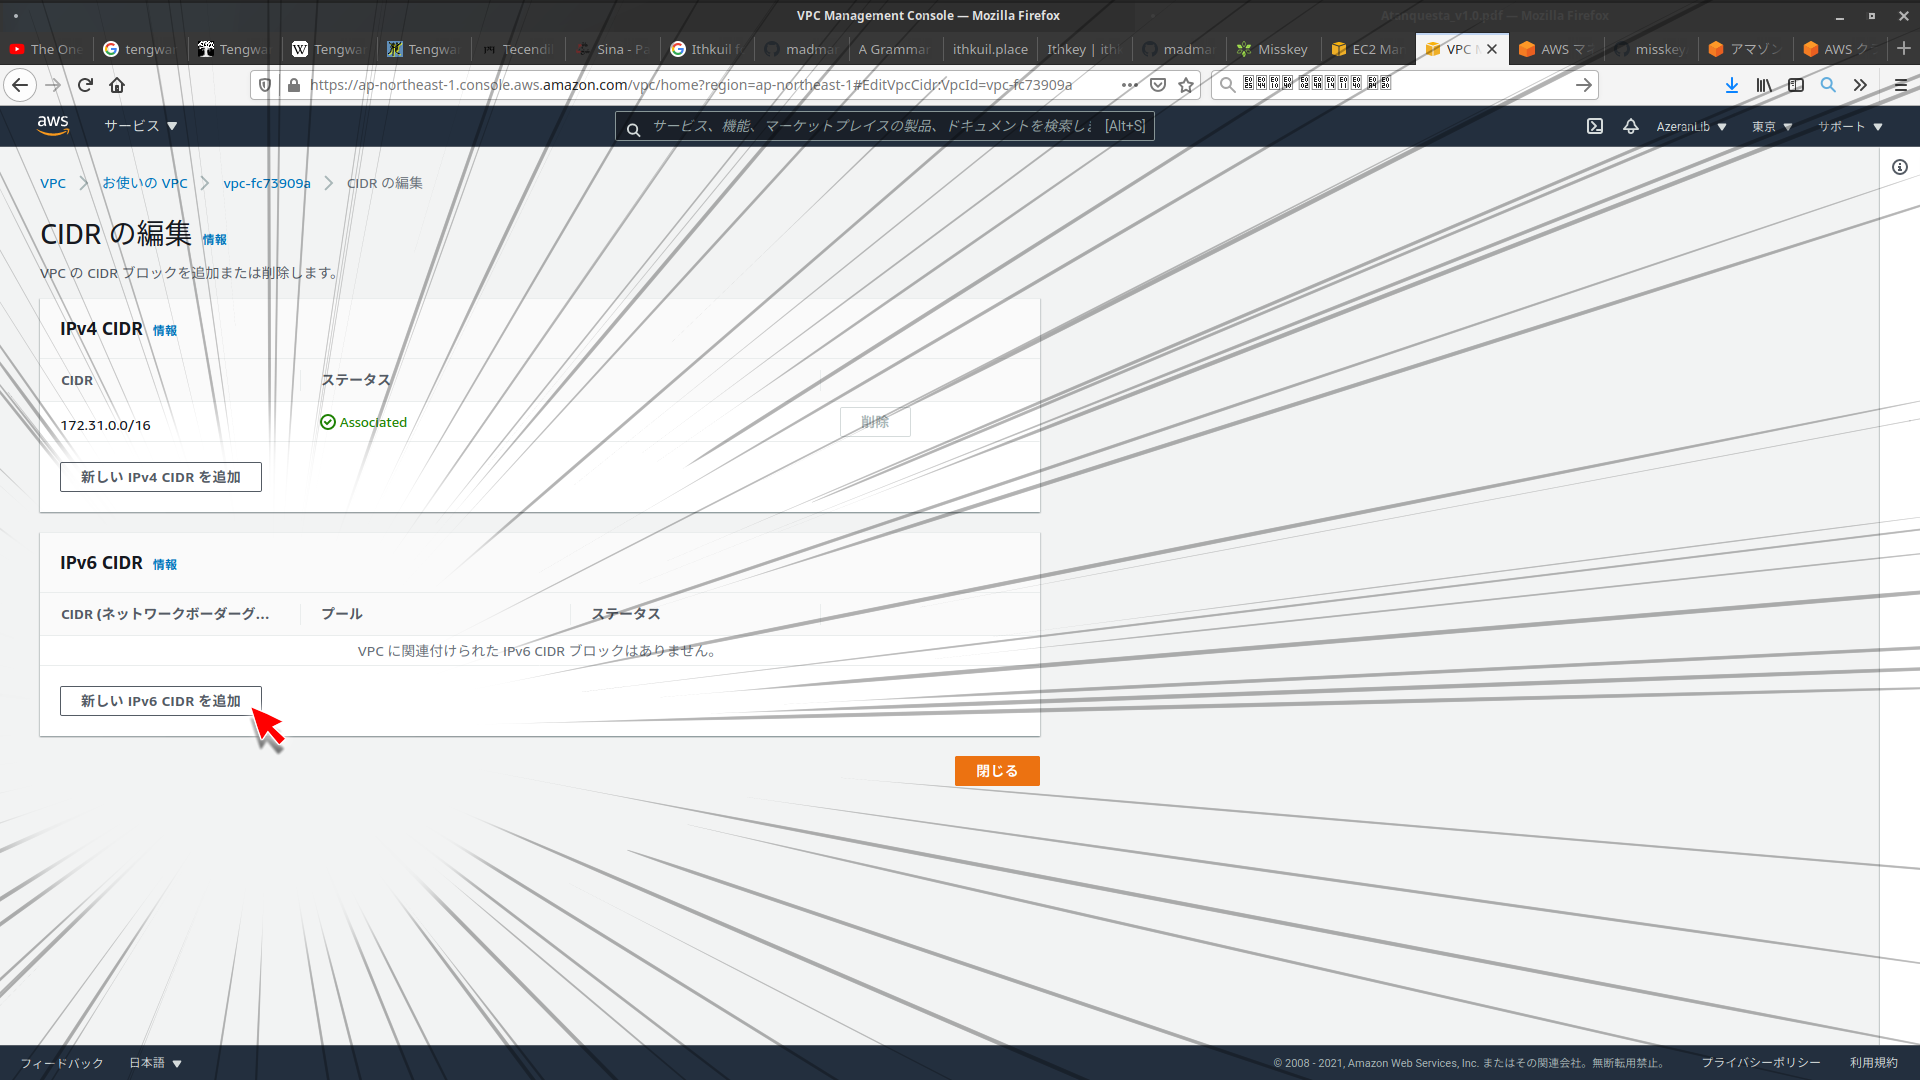 VPC Management Console — Mozilla Firefox
Atanquesta_v1.0.pdf — Mozilla Firefox
The One
tengwar
Tengwa
Tengwar
Tengwar
Tecendil
Sina - Pa
Ithkuil f
madmar
A Grammar
ithkuil.place
Ithkey | ithk
madmar
Misskey
EC2 Man
VPC M
AWS マネ
misskey
アマゾン
AWS ク
https://ap-northeast-1.console.aws.amazon.com/vpc/home?region=ap-northeast-1#EditVpcCidr:VpcId=vpc-fc73909a
aws
サービス
サービス、機能、マーケットプレイスの製品、ドキュメントを検索し [Alt+S]
AzeranLib
東京
サポート
VPC
お使いの VPC
vpc-fc73909a
CIDR の編集
CIDR の編集 情報
VPC の CIDR ブロックを追加または削除します。
IPv4 CIDR 情報
CIDR ステータス
172.31.0.0/16 Associated 削除
新しい IPv4 CIDR を追加
IPv6 CIDR 情報
CIDR (ネットワークボーダーグ... プール ステータス
VPC に関連付けられた IPv6 CIDR ブロックはありません。
新しい IPv6 CIDR を追加
閉じる
フィードバック
日本語
© 2008 - 2021, Amazon Web Services, Inc. またはその関連会社。無断転用禁止。
プライバシーポリシー
利用規約